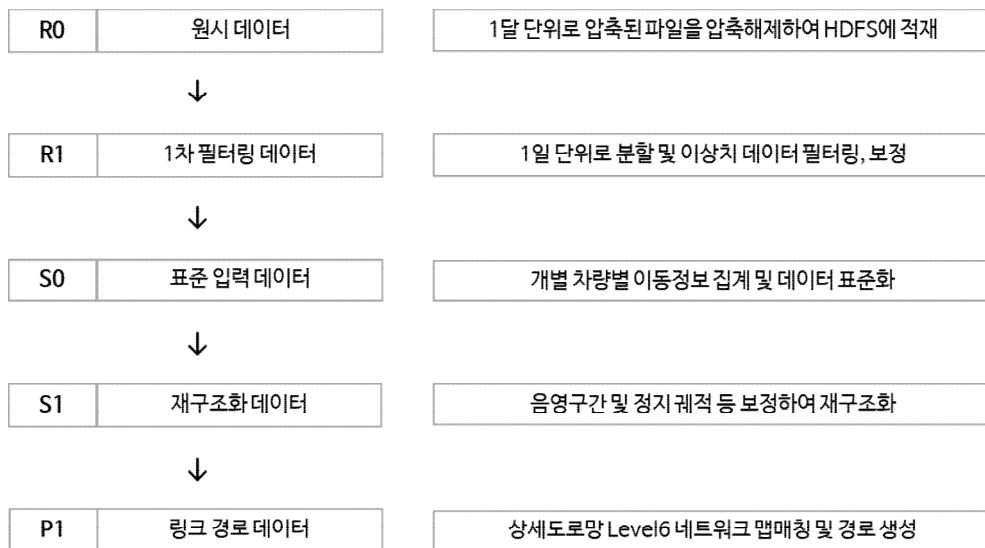 R0 원시 데이터 1달 단위로 압축된 파일을 압축해제하여 HDFS에 적재
↓
R1 1차 필터링 데이터 1일 단위로 분할 및 이상치 데이터 필터링, 보정
↓
S0 표준 입력 데이터 개별 차량별 이동정보 집계 및 데이터 표준화
↓
S1 재구조화 데이터 음영구간 및 정지 궤적 등 보정하여 재구조화
↓
P1 링크 경로 데이터 상세도로망 Level6 네트워크 맵매칭 및 경로 생성